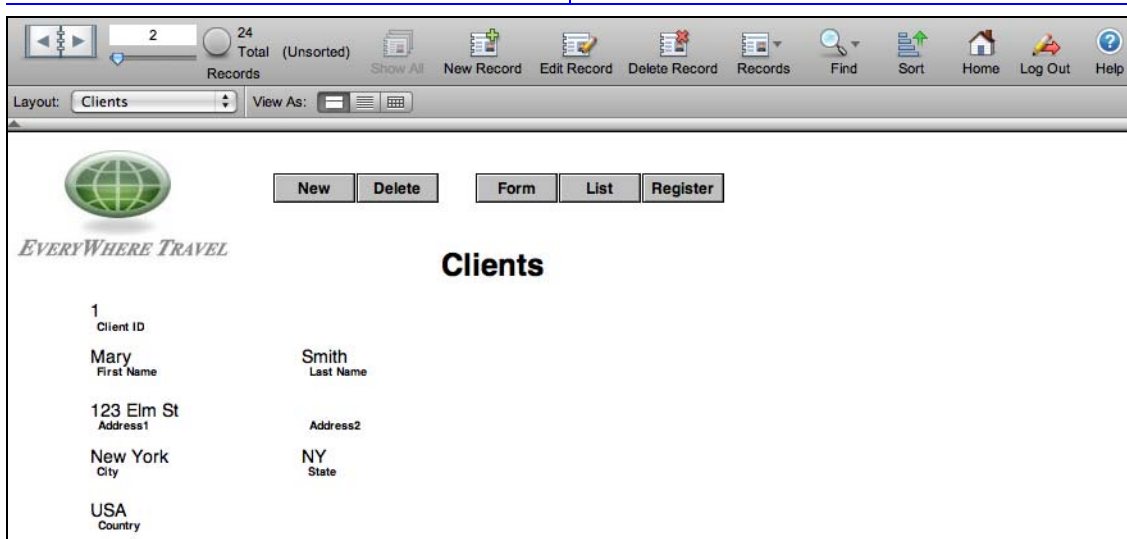 2
24
Total (Unsorted)
Records
Show All
New Record
Edit Record
Delete Record
Records
Find
Sort
Home
Log Out
Help
Layout: Clients
View As:
New Delete Form List Register
EVERYWHERE TRAVEL
Clients
1
Client ID
Mary Smith
First Name Last Name
123 Elm St
Address1 Address2
New York NY
City State
USA
Country